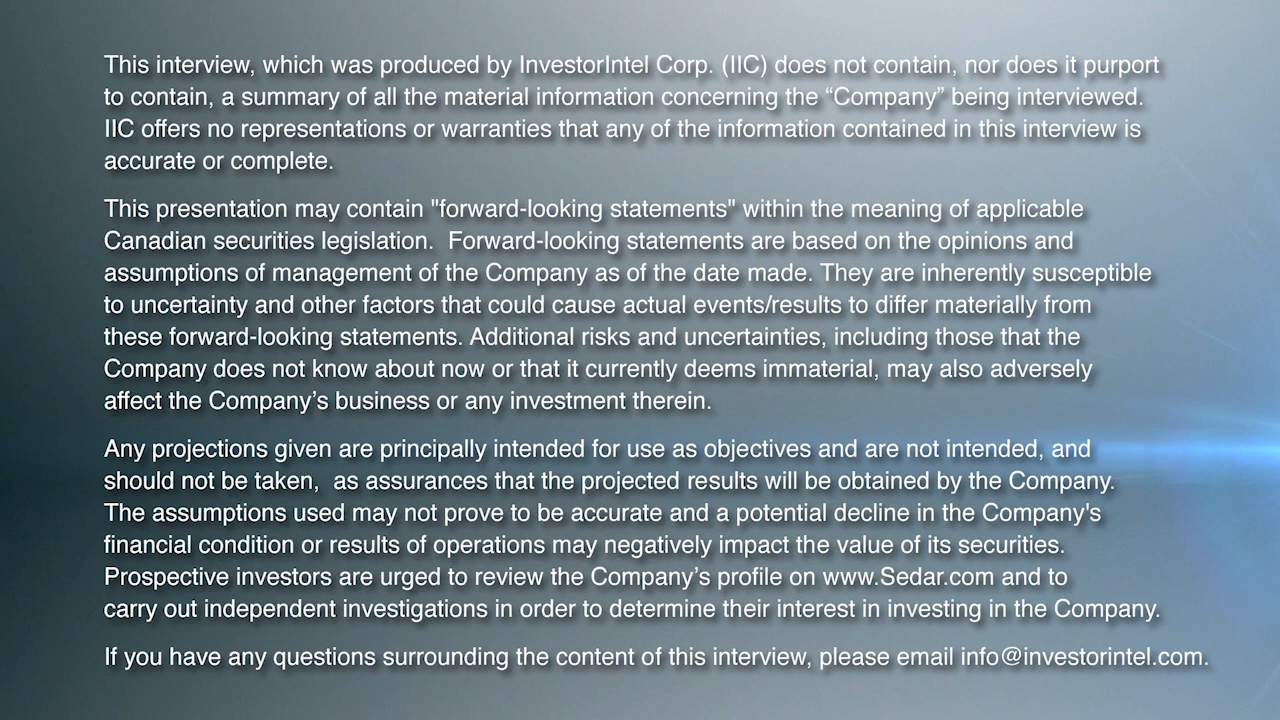 This interview, which was produced by InvestorIntel Corp. (IIC) does not contain, nor does it purport
to contain, a summary of all the material information concerning the “Company” being interviewed.
IIC offers no representations or warranties that any of the information contained in this interview is
accurate or complete.
This presentation may contain "forward-looking statements" within the meaning of applicable
Canadian securities legislation.  Forward-looking statements are based on the opinions and
assumptions of management of the Company as of the date made. They are inherently susceptible
to uncertainty and other factors that could cause actual events/results to differ materially from
these forward-looking statements. Additional risks and uncertainties, including those that the
Company does not know about now or that it currently deems immaterial, may also adversely
affect the Company’s business or any investment therein.
Any projections given are principally intended for use as objectives and are not intended, and
should not be taken,  as assurances that the projected results will be obtained by the Company.
The assumptions used may not prove to be accurate and a potential decline in the Company's
financial condition or results of operations may negatively impact the value of its securities.
Prospective investors are urged to review the Company’s profile on www.Sedar.com and to
carry out independent investigations in order to determine their interest in investing in the Company.
If you have any questions surrounding the content of this interview, please email info@investorintel.com.